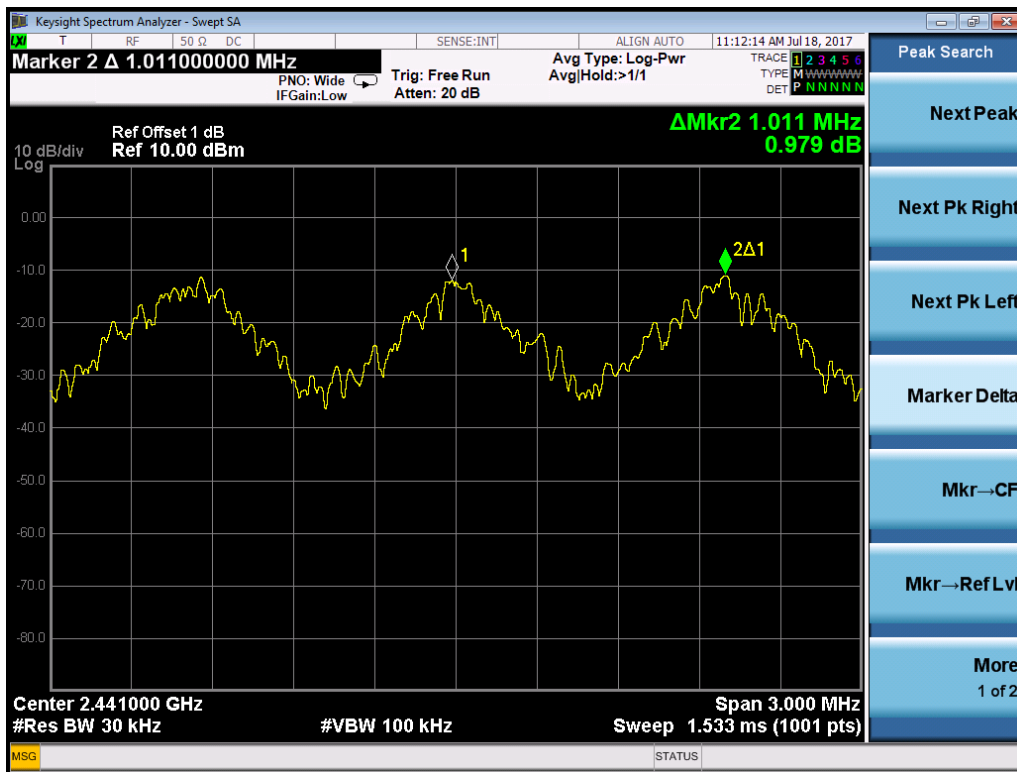 Keysight Spectrum Analyzer - Swept SA
LXI T RF 50 Ω DC SENSE:INT ALIGN AUTO 11:12:14 AM Jul 18, 2017
Marker 2 Δ 1.011000000 MHz
PNO: Wide
IFGain:Low
Trig: Free Run
Atten: 20 dB
Avg Type: Log-Pwr
Avg|Hold:>1/1
TRACE 1 2 3 4 5 6
TYPE M WWWWW
DET P N N N N N
Peak Search
Ref Offset 1 dB
10 dB/div Ref 10.00 dBm
Log
ΔMkr2 1.011 MHz
0.979 dB
0.00
-10.0
-20.0
-30.0
-40.0
-50.0
-60.0
-70.0
-80.0
1
2Δ1
Center 2.441000 GHz
Span 3.000 MHz
#Res BW 30 kHz
#VBW 100 kHz
Sweep 1.533 ms (1001 pts)
MSG
STATUS
Next Peak
Next Pk Right
Next Pk Left
Marker Delta
Mkr→CF
Mkr→Ref Lvl
More
1 of 2